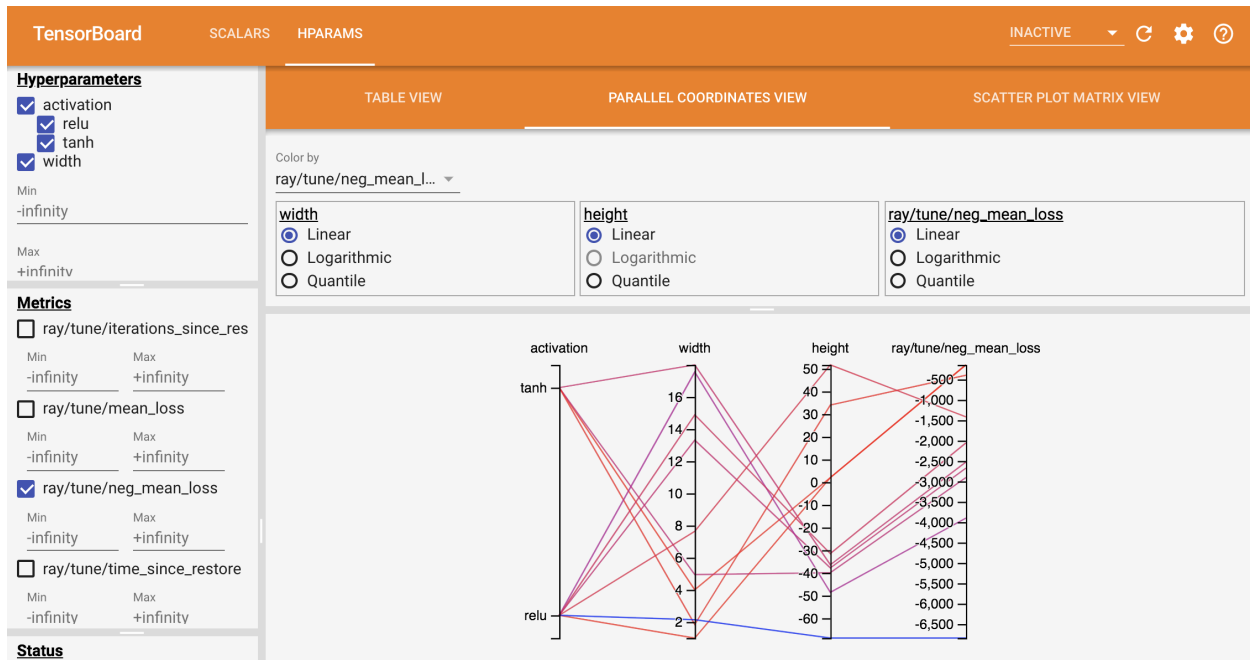 TensorBoard SCALARS HPARAMS INACTIVE
Hyperparameters
activation
relu
tanh
width
Min
-infinity
Max
+infinity
Metrics
ray/tune/iterations_since_res
Min Max
-infinity +infinity
ray/tune/mean_loss
Min Max
-infinity +infinity
ray/tune/neg_mean_loss
Min Max
-infinity +infinity
ray/tune/time_since_restore
Min Max
-infinity +infinity
Status
TABLE VIEW PARALLEL COORDINATES VIEW SCATTER PLOT MATRIX VIEW
Color by
ray/tune/neg_mean_l...
width
Linear
Logarithmic
Quantile
height
Linear
Logarithmic
Quantile
ray/tune/neg_mean_loss
Linear
Logarithmic
Quantile
activation
tanh
relu
width
16
14
12
10
8
6
4
2
height
50
40
30
20
10
0
-10
-20
-30
-40
-50
-60
ray/tune/neg_mean_loss
-500
-1,000
-1,500
-2,000
-2,500
-3,000
-3,500
-4,000
-4,500
-5,000
-5,500
-6,000
-6,500